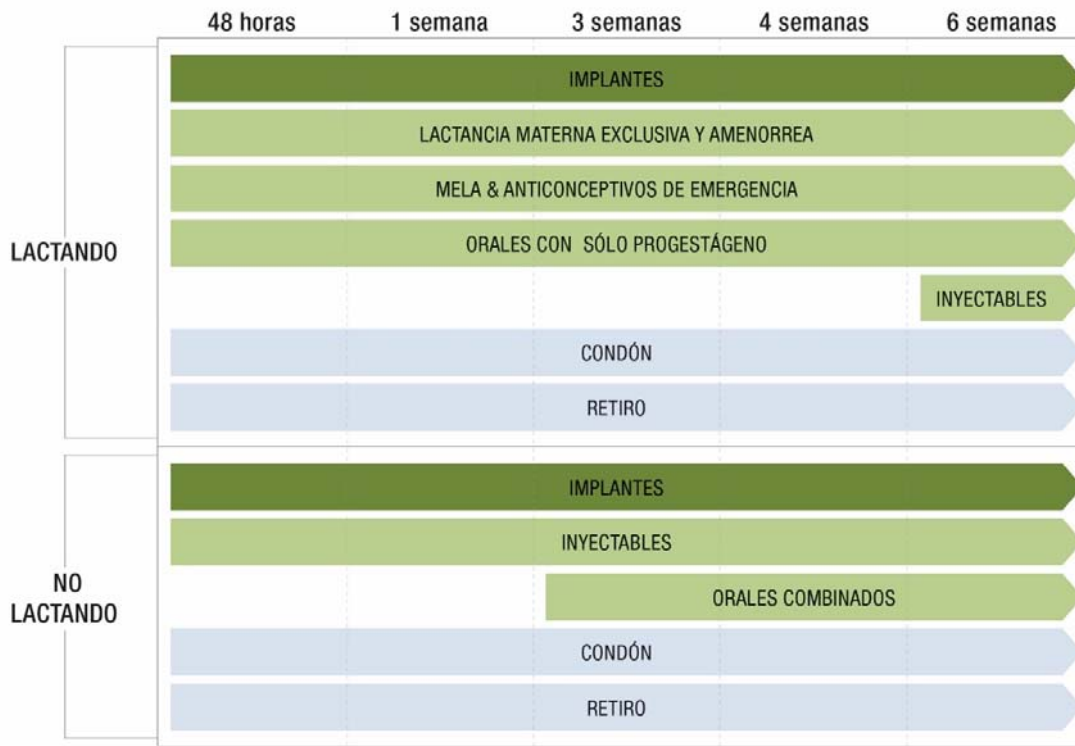 48 horas 1 semana 3 semanas 4 semanas 6 semanas
LACTANDO
IMPLANTES
LACTANCIA MATERNA EXCLUSIVA Y AMENORREA
MELA & ANTICONCEPTIVOS DE EMERGENCIA
ORALES CON SÓLO PROGESTÁGENO
INYECTABLES
CONDÓN
RETIRO
NO
LACTANDO
IMPLANTES
INYECTABLES
ORALES COMBINADOS
CONDÓN
RETIRO